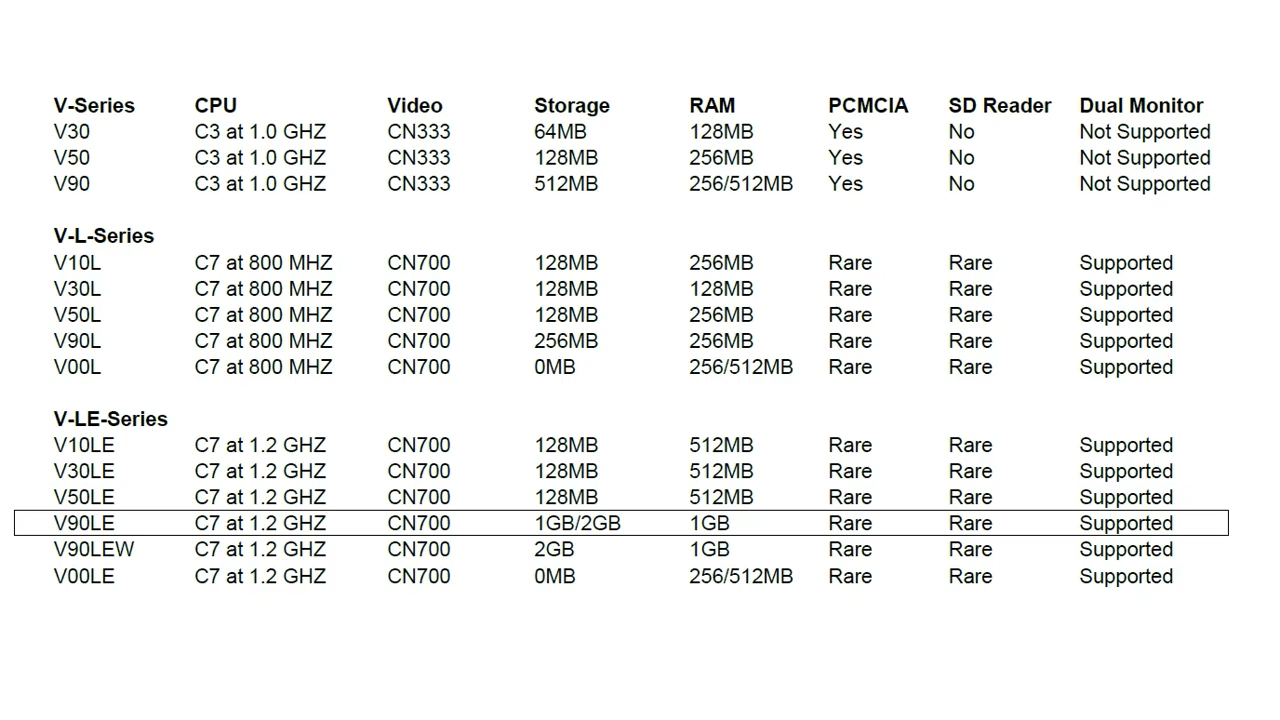 V-Series CPU Video Storage RAM PCMCIA SD Reader Dual Monitor
V30 C3 at 1.0 GHZ CN333 64MB 128MB Yes No Not Supported
V50 C3 at 1.0 GHZ CN333 128MB 256MB Yes No Not Supported
V90 C3 at 1.0 GHZ CN333 512MB 256/512MB Yes No Not Supported
V-L-Series
V10L C7 at 800 MHZ CN700 128MB 256MB Rare Rare Supported
V30L C7 at 800 MHZ CN700 128MB 128MB Rare Rare Supported
V50L C7 at 800 MHZ CN700 128MB 256MB Rare Rare Supported
V90L C7 at 800 MHZ CN700 256MB 256MB Rare Rare Supported
V00L C7 at 800 MHZ CN700 0MB 256/512MB Rare Rare Supported
V-LE-Series
V10LE C7 at 1.2 GHZ CN700 128MB 512MB Rare Rare Supported
V30LE C7 at 1.2 GHZ CN700 128MB 512MB Rare Rare Supported
V50LE C7 at 1.2 GHZ CN700 128MB 512MB Rare Rare Supported
V90LE C7 at 1.2 GHZ CN700 1GB/2GB 1GB Rare Rare Supported
V90LEW C7 at 1.2 GHZ CN700 2GB 1GB Rare Rare Supported
V00LE C7 at 1.2 GHZ CN700 0MB 256/512MB Rare Rare Supported